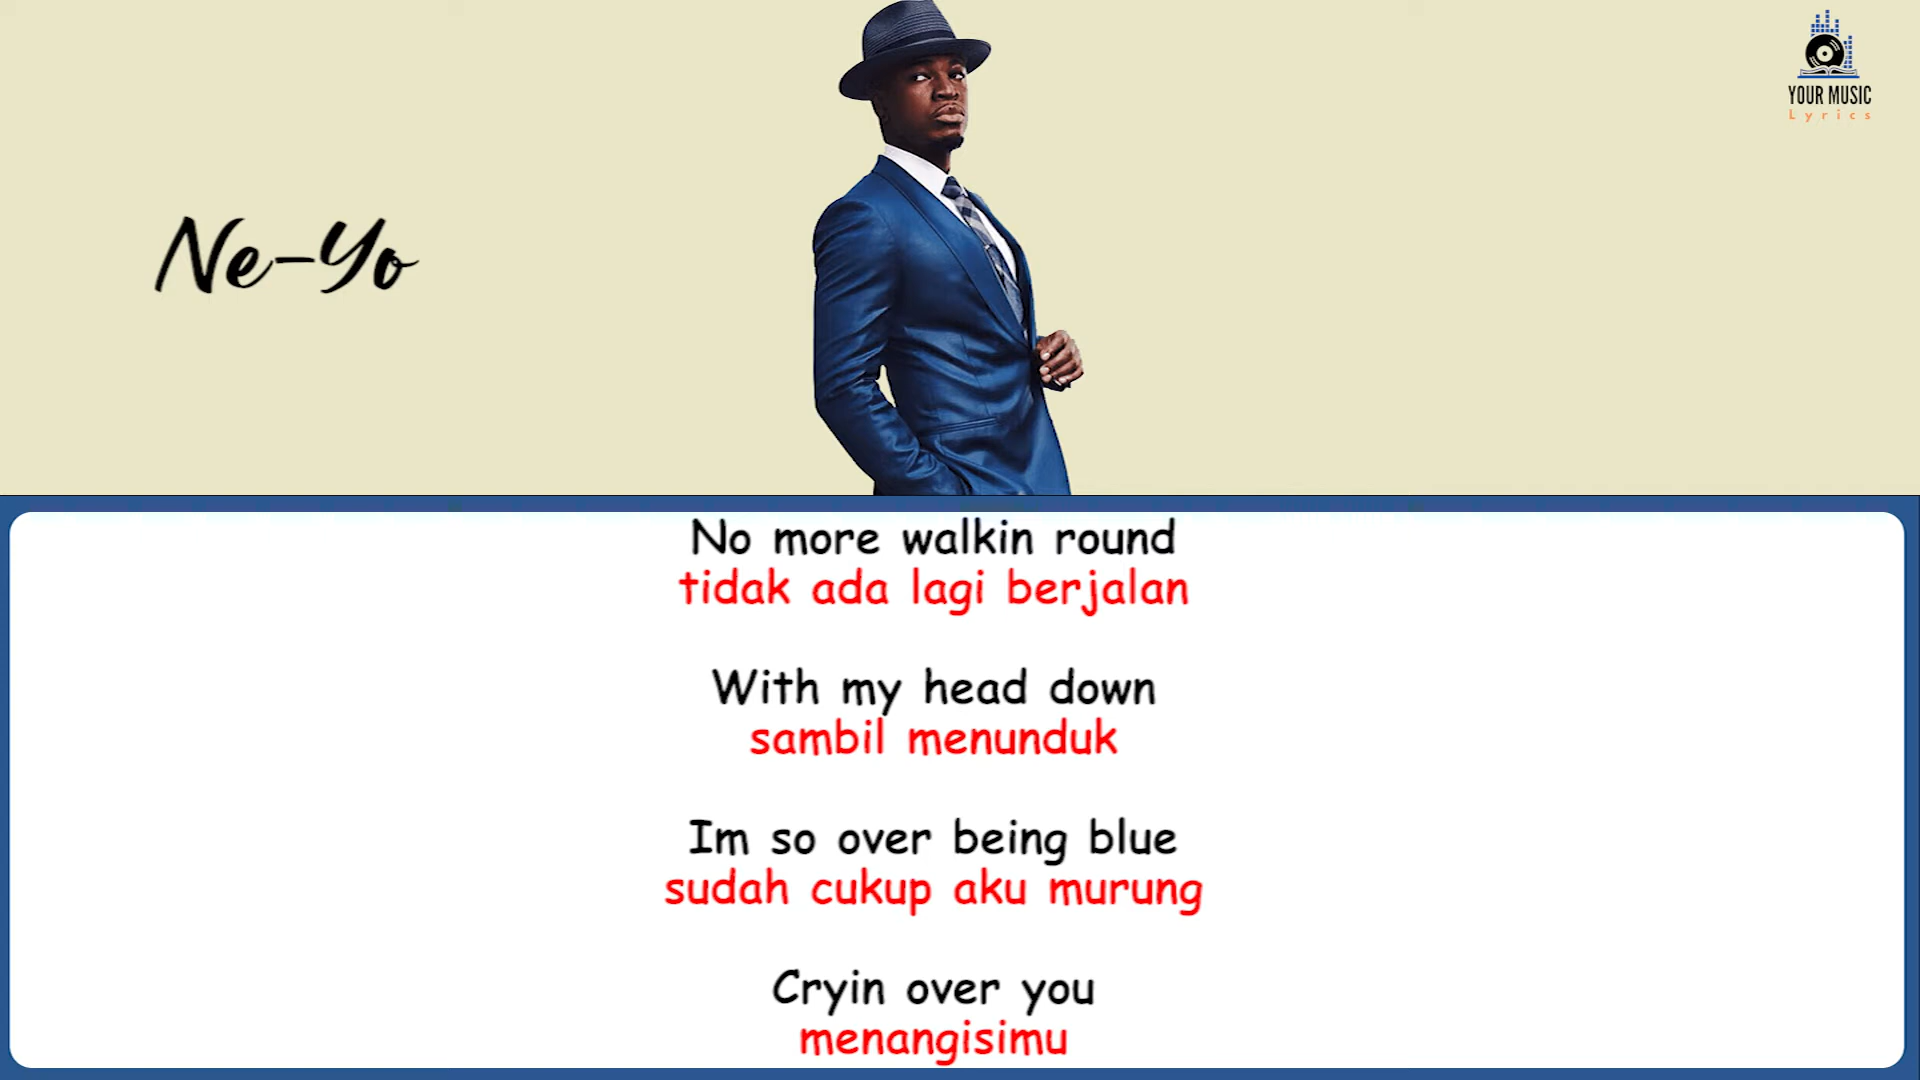 YOUR MUSIC
Lyrics
Ne-Yo
No more walkin round
tidak ada lagi berjalan
With my head down
sambil menunduk
Im so over being blue
sudah cukup aku murung
Cryin over you
menangisimu